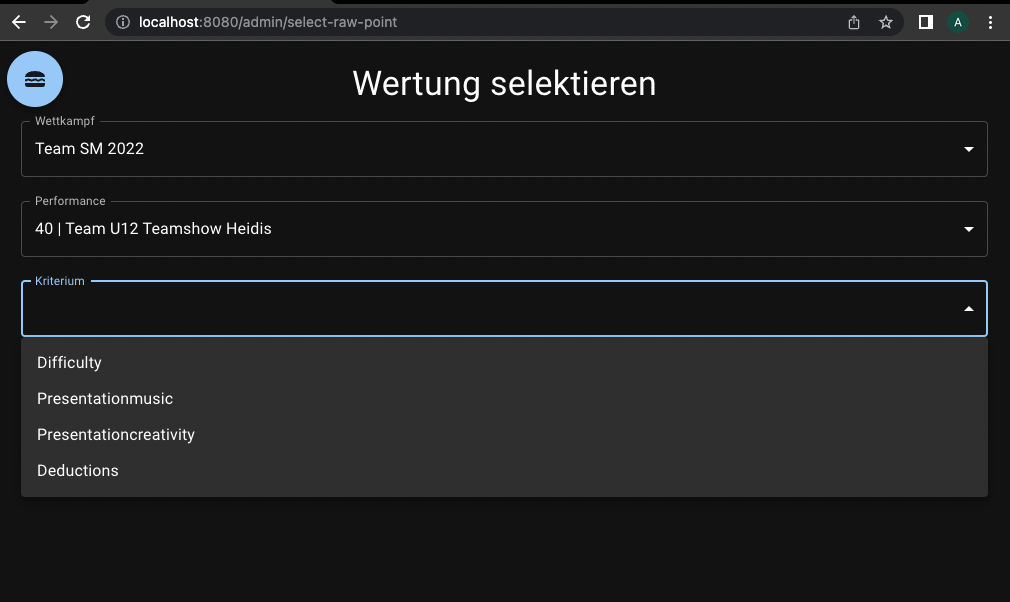 localhost:8080/admin/select-raw-point
A
Wertung selektieren
Wettkampf
Team SM 2022
Performance
40 | Team U12 Teamshow Heidis
Kriterium
Difficulty
Presentationmusic
Presentationcreativity
Deductions